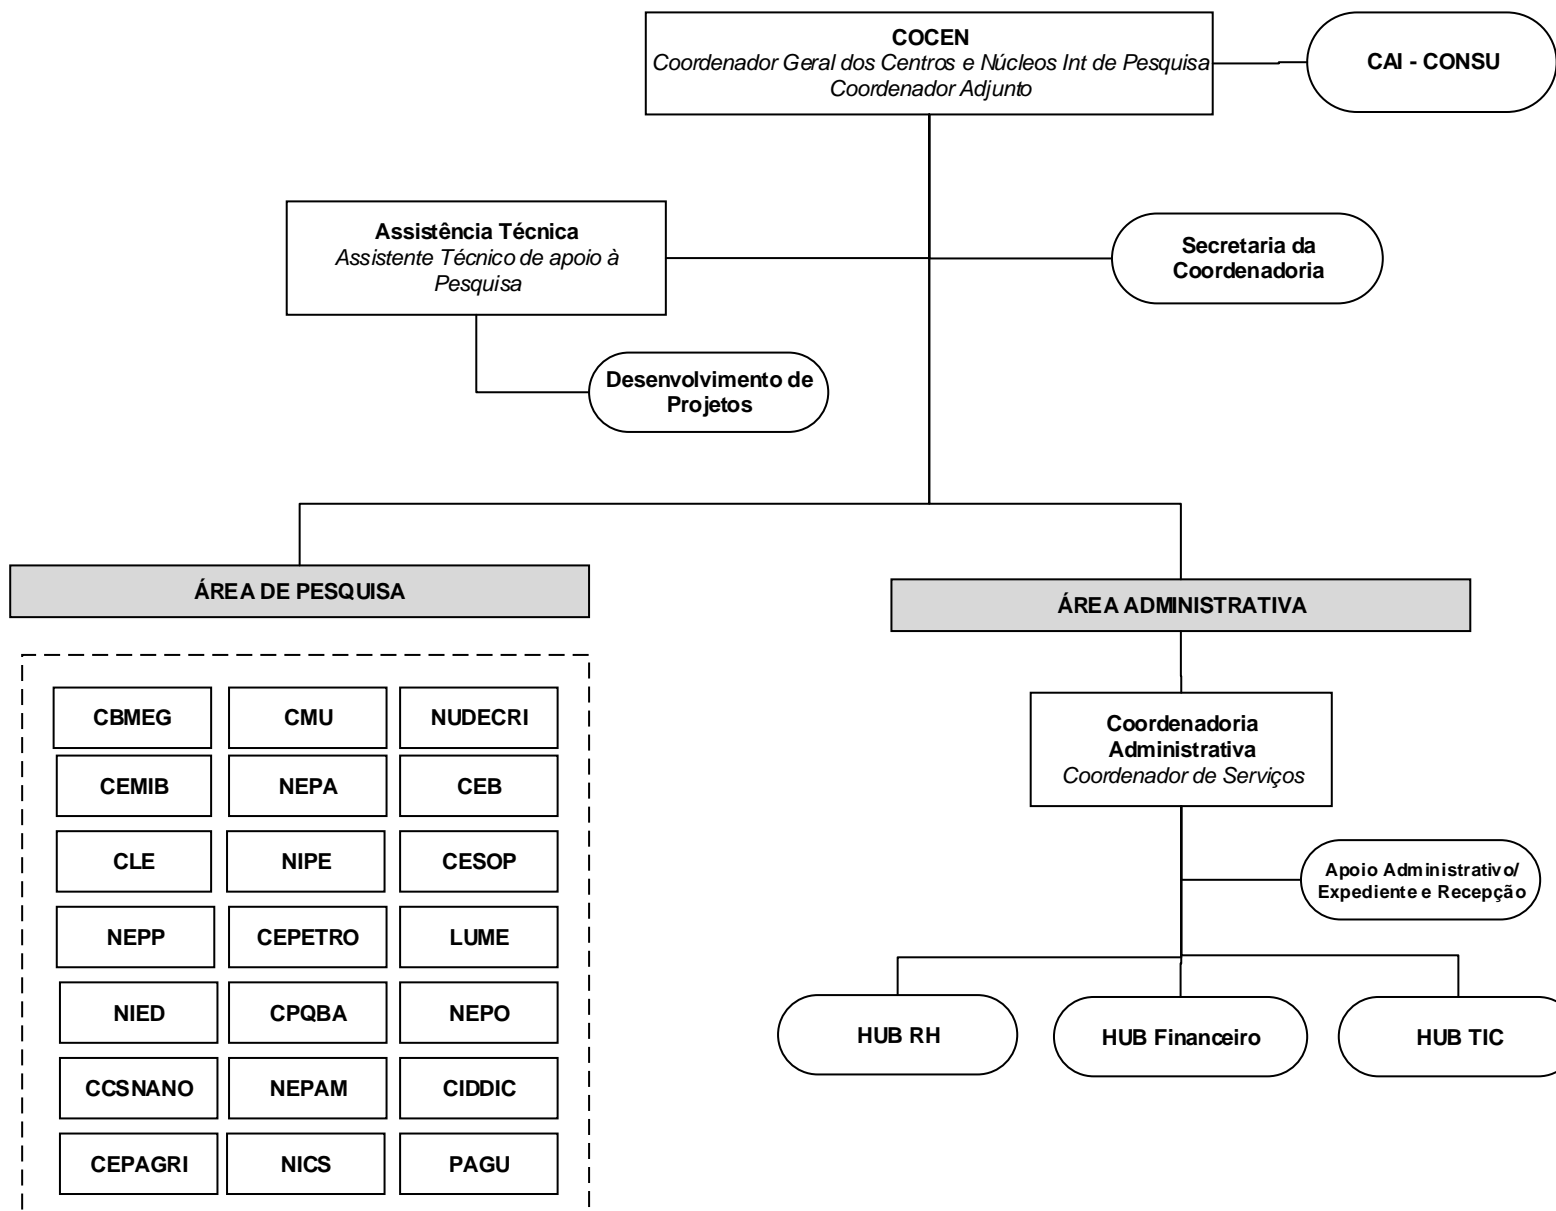 COCEN
Coordenador Geral dos Centros e Núcleos Int de Pesquisa
Coordenador Adjunto
CAI - CONSU
Assistência Técnica
Assistente Técnico de apoio à
Pesquisa
Secretaria da
Coordenadoria
Desenvolvimento de
Projetos
ÁREA DE PESQUISA
ÁREA ADMINISTRATIVA
CBMEG
CMU
NUDECRI
CEMIB
NEPA
CEB
CLE
NIPE
CESOP
NEPP
CEPETRO
LUME
NIED
CPQBA
NEPO
CCSNANO
NEPAM
CIDDIC
CEPAGRI
NICS
PAGU
Coordenadoria
Administrativa
Coordenador de Serviços
Apoio Administrativo/
Expediente e Recepção
HUB RH
HUB Financeiro
HUB TIC